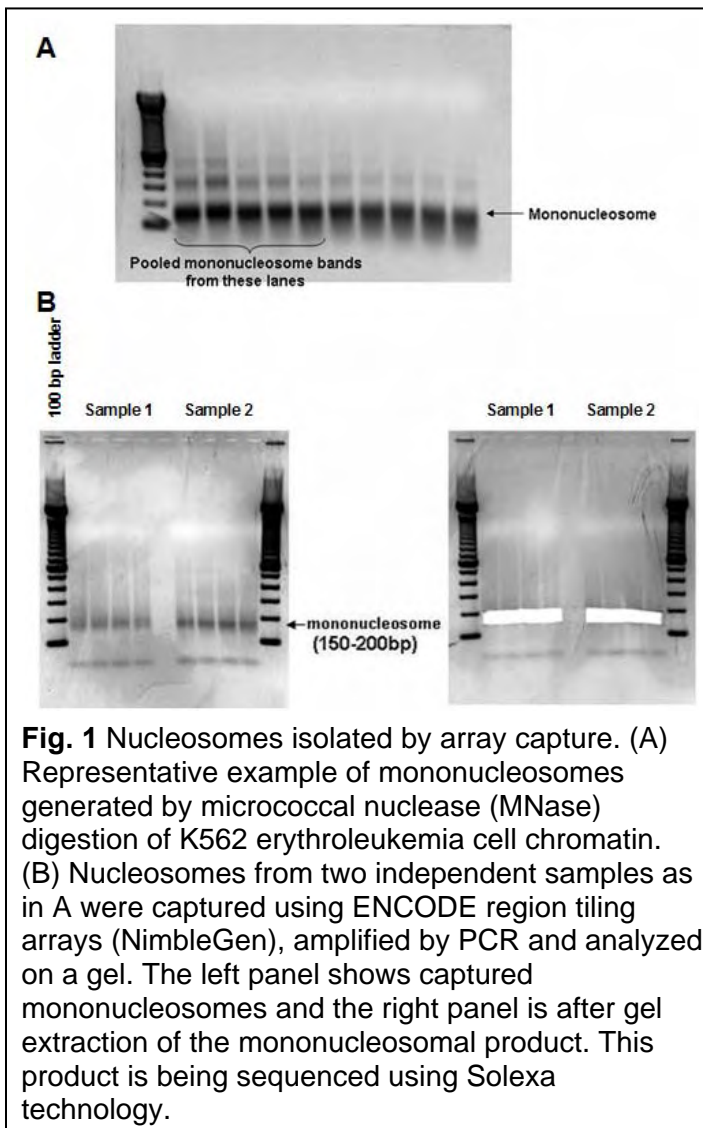 A
Mononucleosome
Pooled mononucleosome bands
from these lanes
B
100 bp ladder
Sample 1
Sample 2
Sample 1
Sample 2
mononucleosome
(150-200bp)
Fig. 1 Nucleosomes isolated by array capture. (A)
Representative example of mononucleosomes
generated by micrococcal nuclease (MNase)
digestion of K562 erythroleukemia cell chromatin.
(B) Nucleosomes from two independent samples as
in A were captured using ENCODE region tiling
arrays (NimbleGen), amplified by PCR and analyzed
on a gel. The left panel shows captured
mononucleosomes and the right panel is after gel
extraction of the mononucleosomal product. This
product is being sequenced using Solexa
technology.